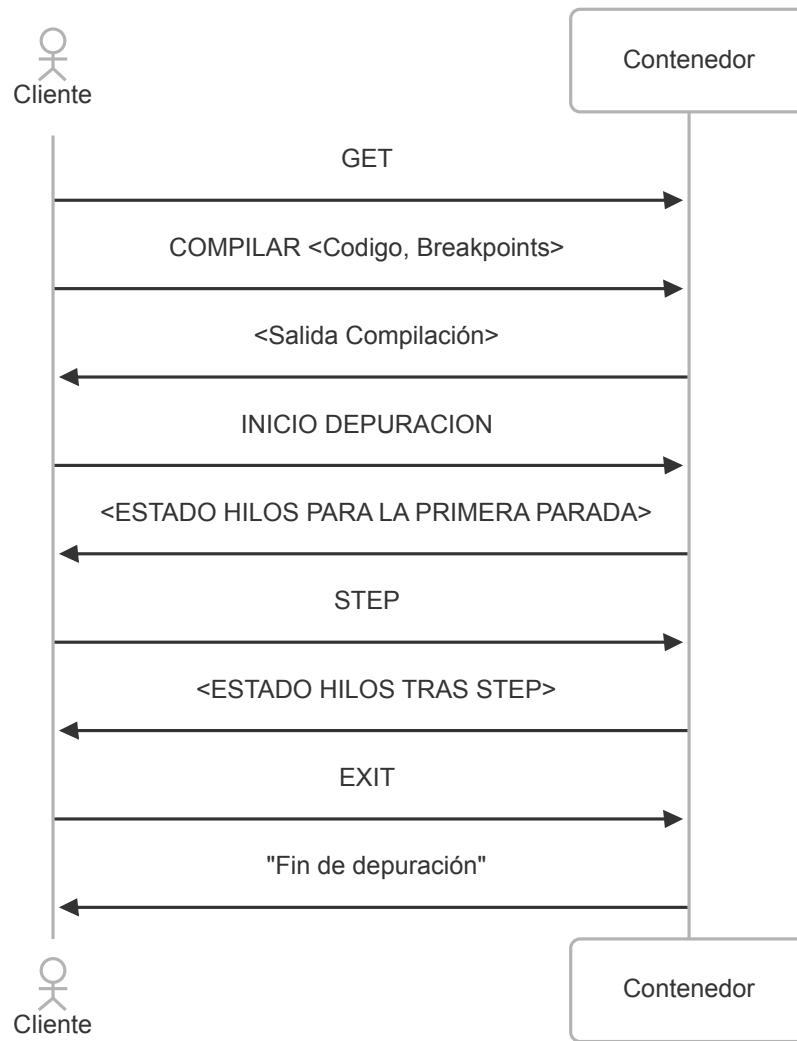 Cliente
Contenedor
GET
COMPILAR <Codigo, Breakpoints>
<Salida Compilación>
INICIO DEPURACION
<ESTADO HILOS PARA LA PRIMERA PARADA>
STEP
<ESTADO HILOS TRAS STEP>
EXIT
"Fin de depuración"
Cliente
Contenedor